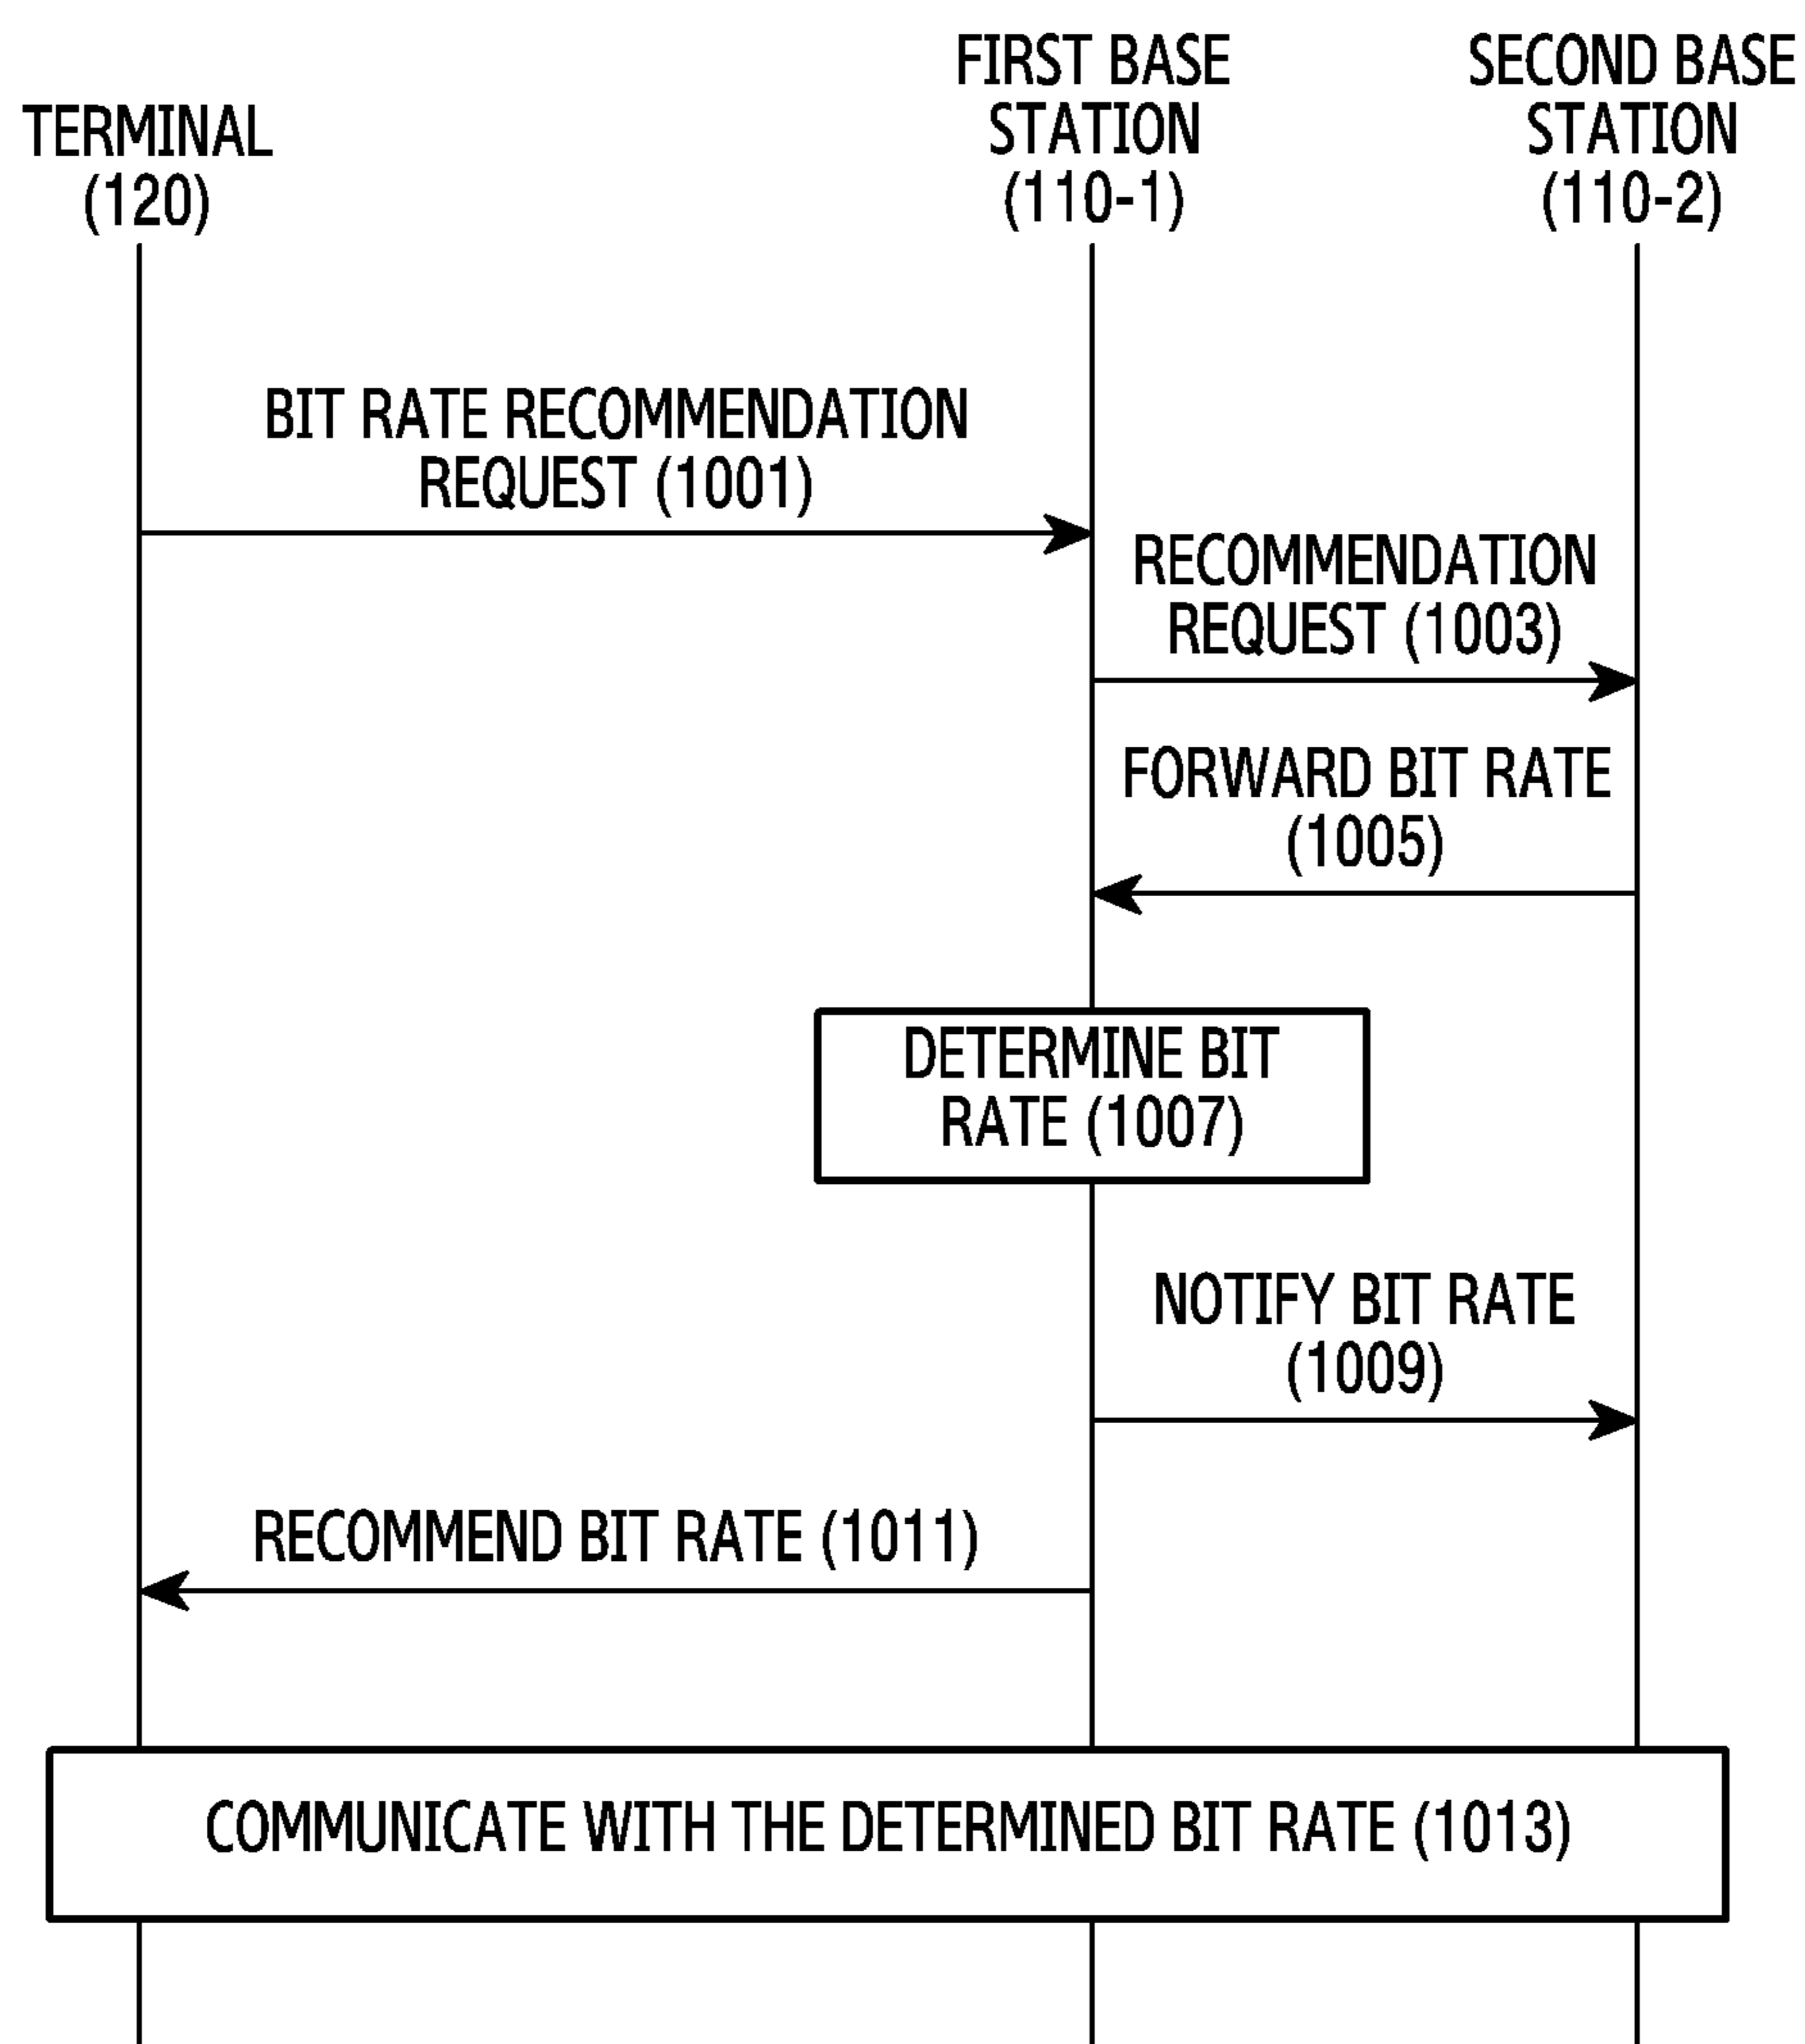 TERMINAL
(120)
FIRST BASE
STATION
(110-1)
SECOND BASE
STATION
(110-2)
BIT RATE RECOMMENDATION
REQUEST (1001)
RECOMMENDATION
REQUEST (1003)
FORWARD BIT RATE
(1005)
DETERMINE BIT
RATE (1007)
NOTIFY BIT RATE
(1009)
RECOMMEND BIT RATE (1011)
COMMUNICATE WITH THE DETERMINED BIT RATE (1013)